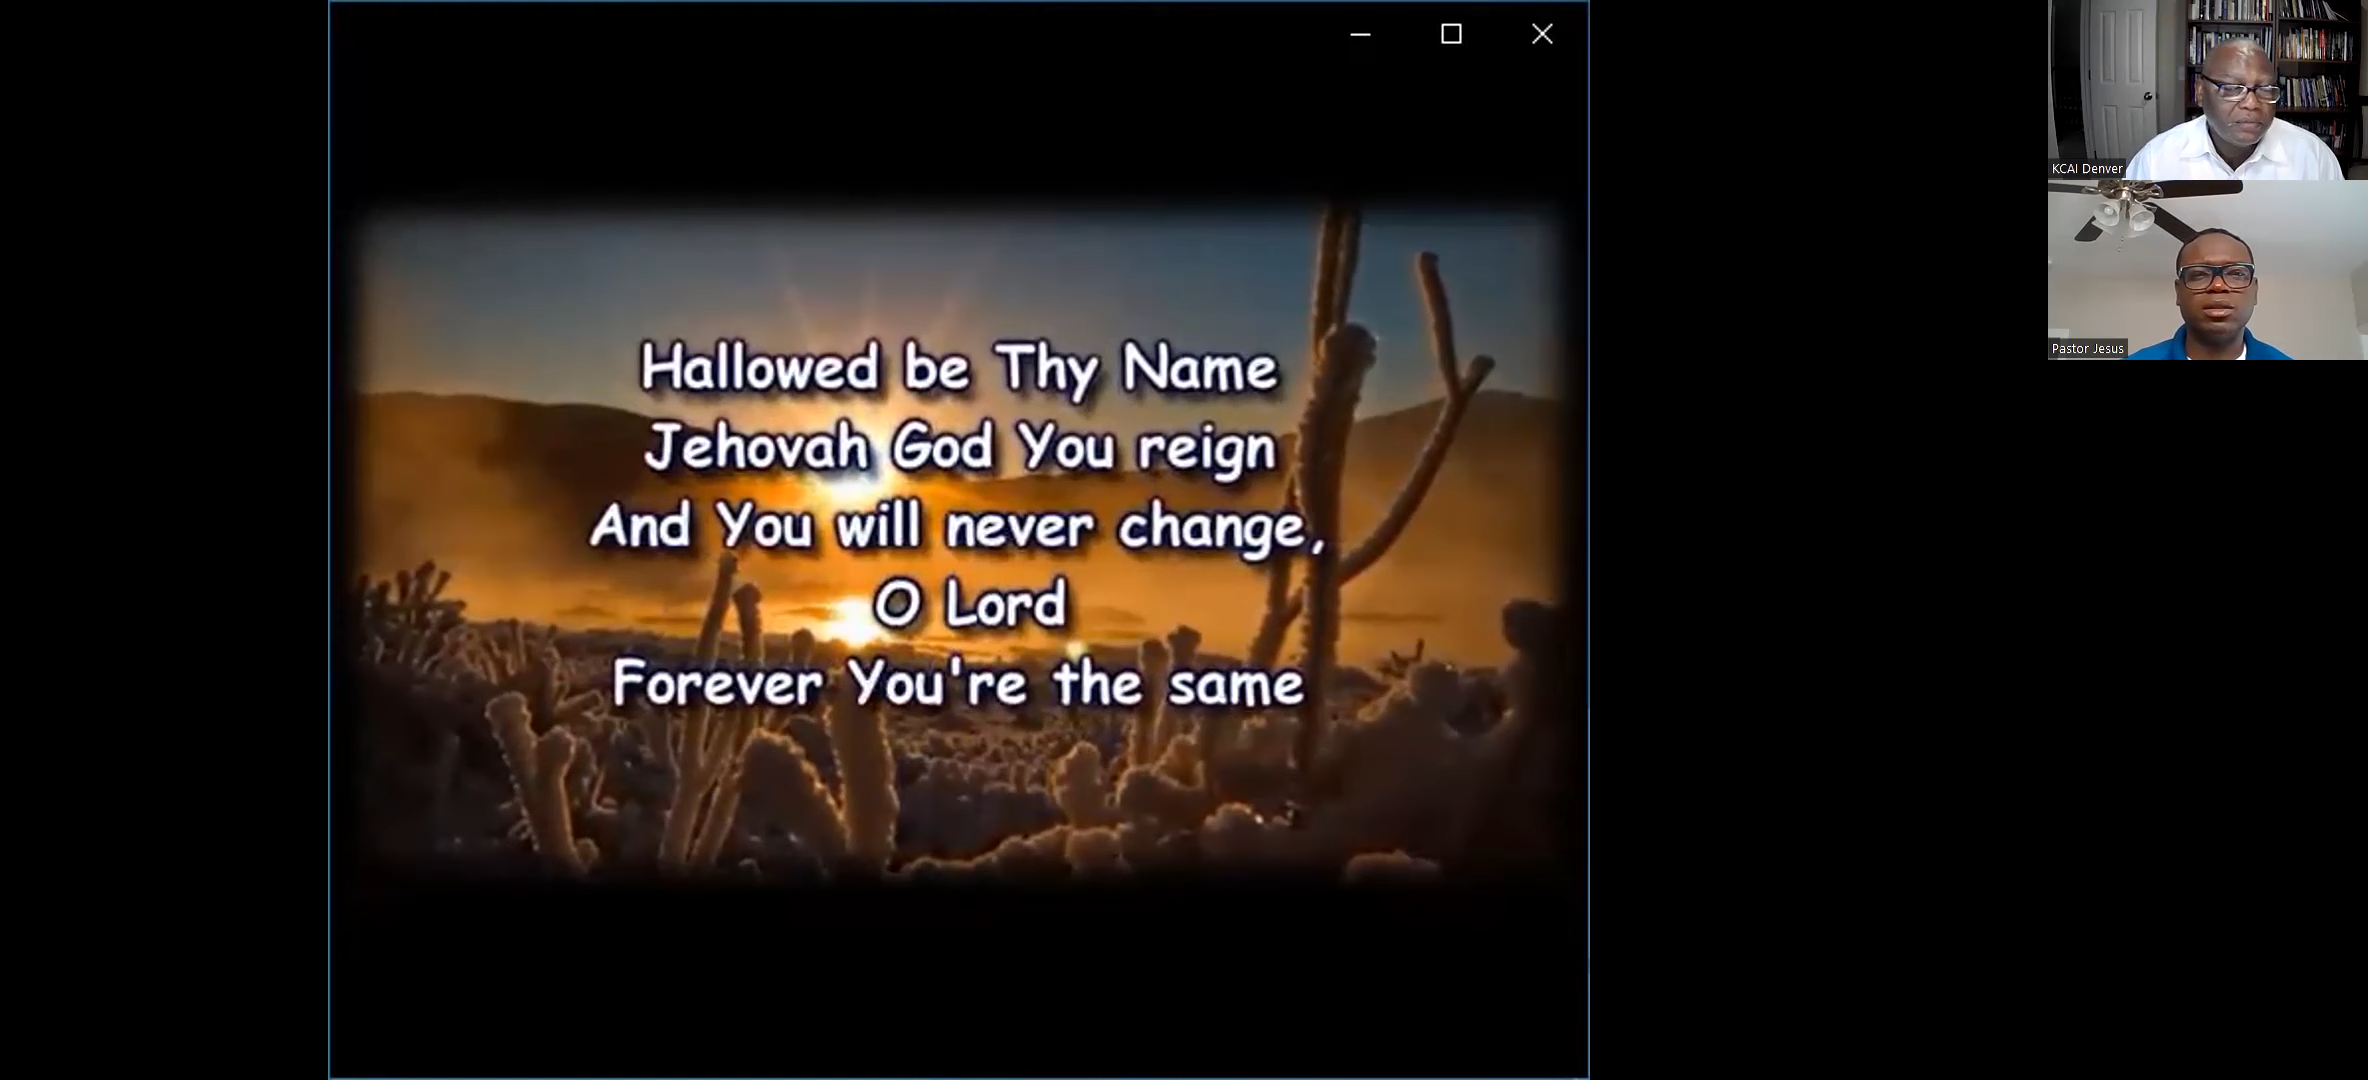 Hallowed be Thy Name
Jehovah God You reign
And You will never change,
O Lord
Forever You're the same
KCAI Denver
Pastor Jesus